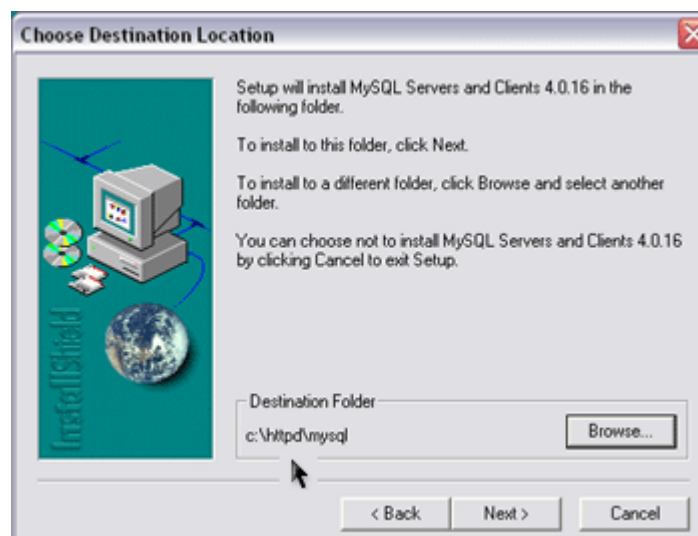 Choose Destination Location
Setup will install MySQL Servers and Clients 4.0.16 in the
following folder.
To install to this folder, click Next.
To install to a different folder, click Browse and select another
folder.
You can choose not to install MySQL Servers and Clients 4.0.16
by clicking Cancel to exit Setup.
InstallShield
Destination Folder
c:\httpd\mysql
Browse...
< Back
Next >
Cancel